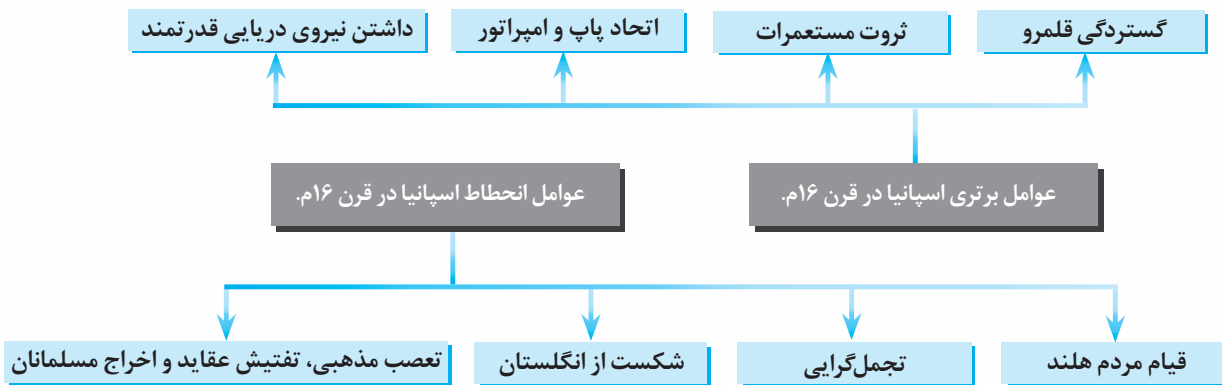 گستردگی قلمرو
ثروت مستعمرات
اتحاد پاپ و امپراتور
داشتن نیروی دریایی قدرتمند
عوامل برتری اسپانیا در قرن ۱۶م.
عوامل انحطاط اسپانیا در قرن ۱۶م.
قیام مردم هلند
تجمل‌گرایی
شکست از انگلستان
تعصب مذهبی، تفتیش عقاید و اخراج مسلمانان